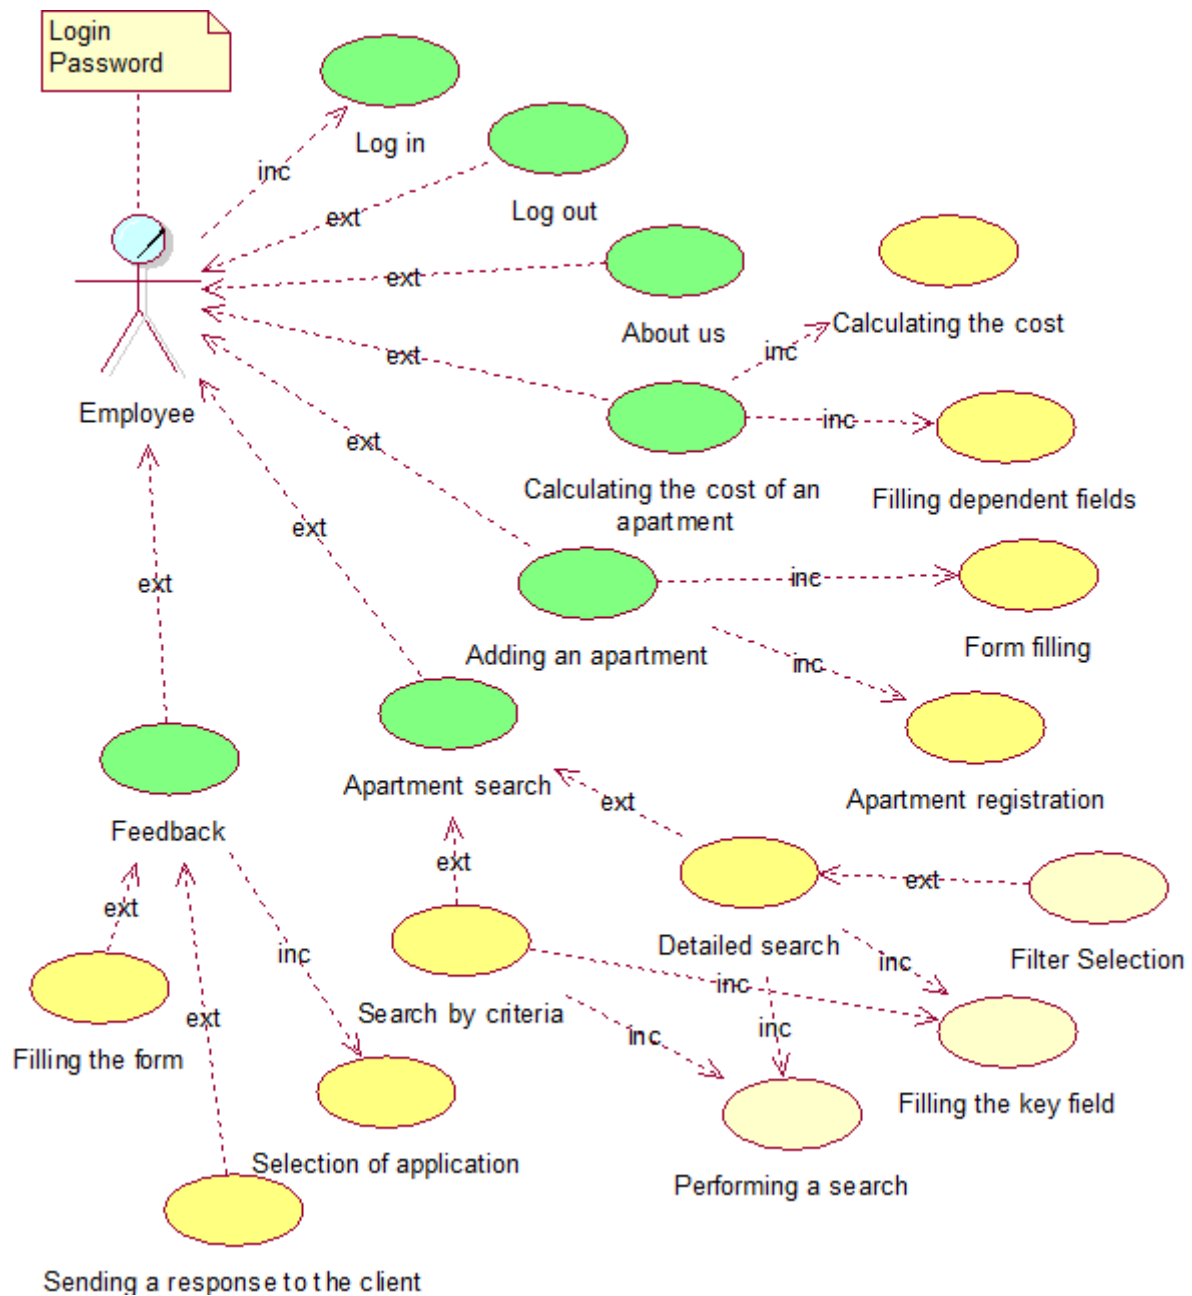 Login
Password
Log in
inc
Log out
ext
ext
About us
Calculating the cost
inc
ext
Employee
inc
ext
Calculating the cost of an
apartment
Filling dependent fields
ext
ext
inc
Form filling
Adding an apartment
inc
Apartment search
ext
Apartment registration
Feedback
ext
ext
ext
inc
Detailed search
inc
Filter Selection
inc
Search by criteria
ext
inc
inc
Filling the form
Filling the key field
Selection of application
Performing a search
Sending a response to the client